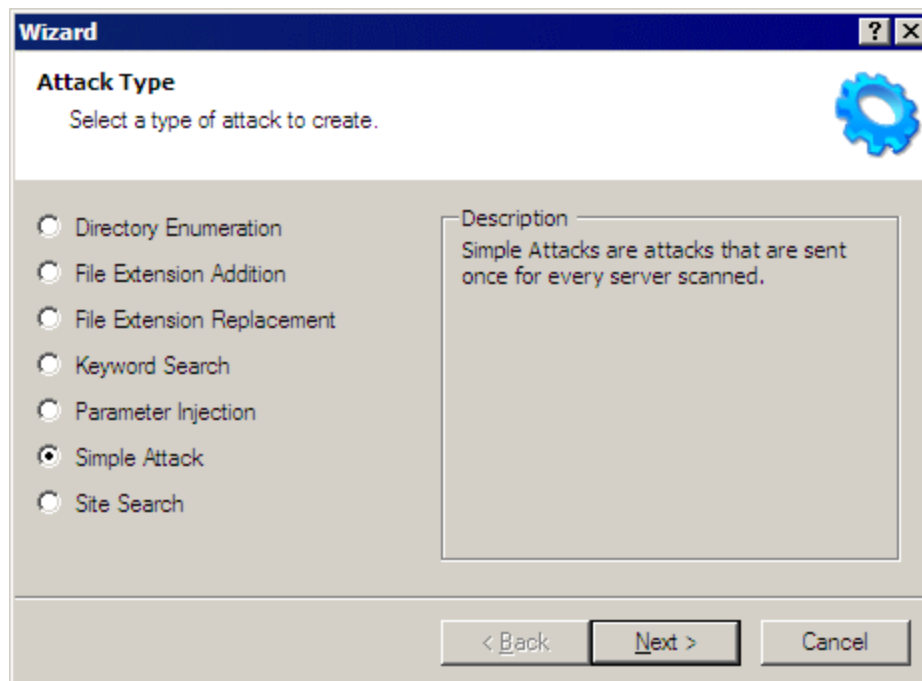 Wizard
Attack Type
Select a type of attack to create.
Directory Enumeration
File Extension Addition
File Extension Replacement
Keyword Search
Parameter Injection
Simple Attack
Site Search
Description
Simple Attacks are attacks that are sent
once for every server scanned.
< Back
Next >
Cancel